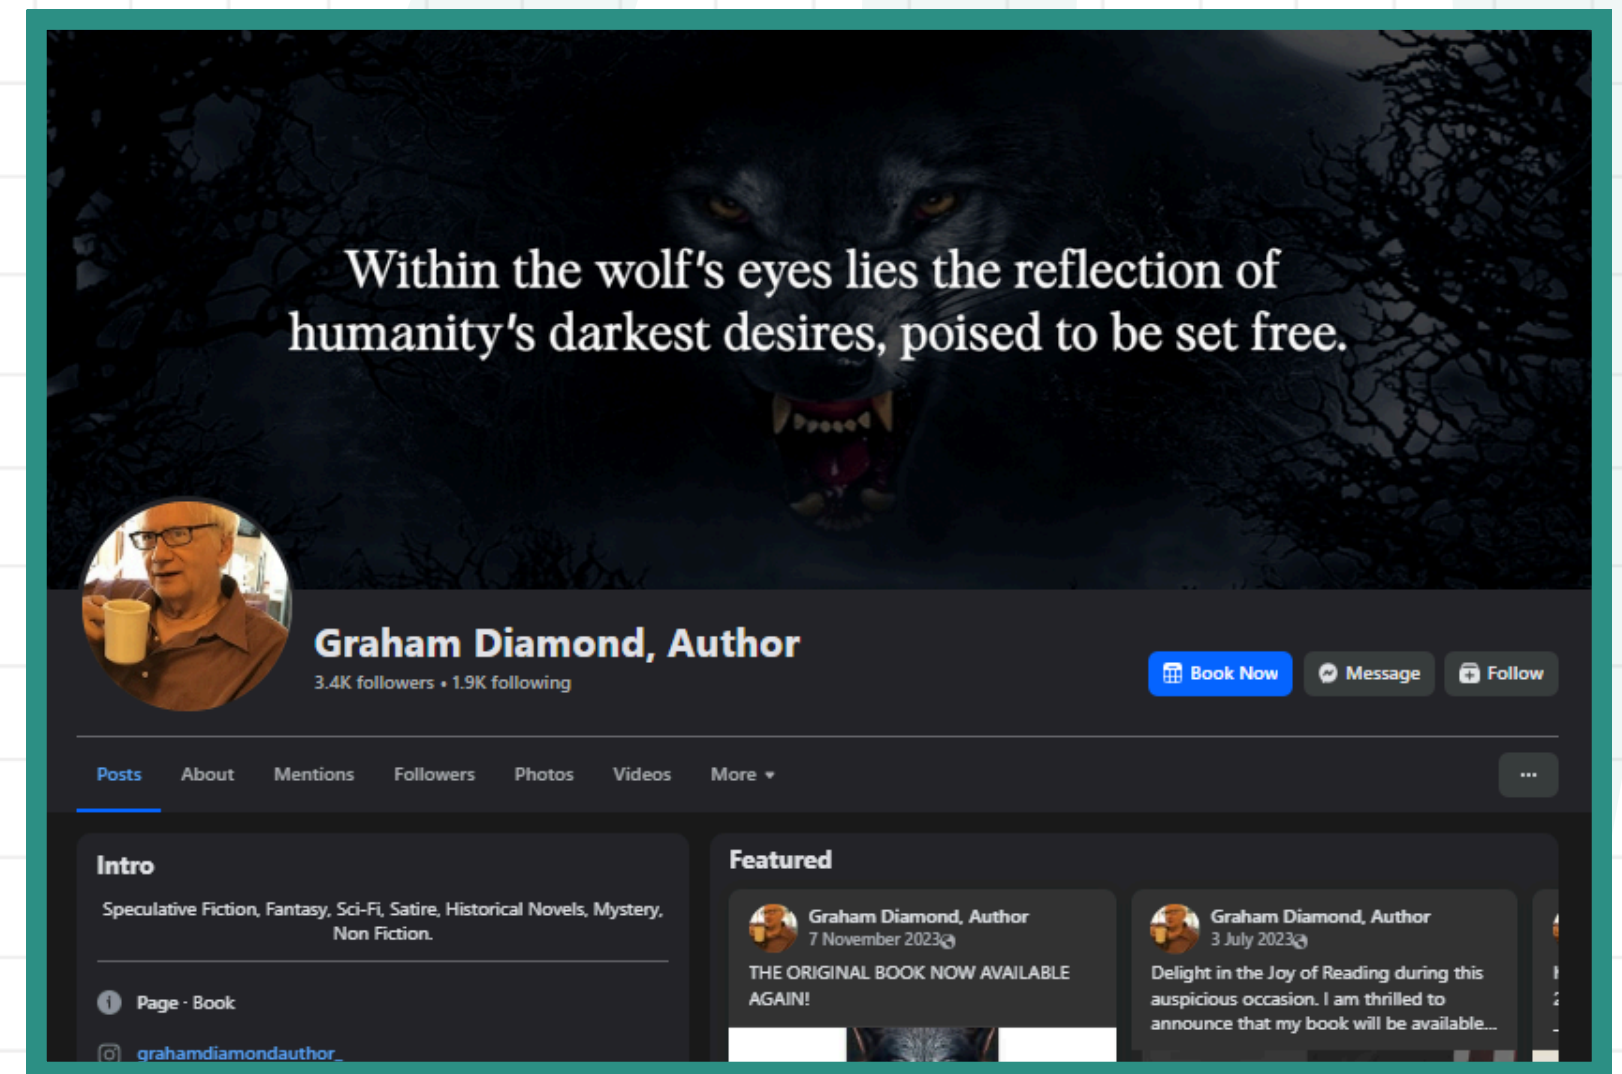 Within the wolf's eyes lies the reflection of
humanity's darkest desires, poised to be set free.
Graham Diamond, Author
3.4K followers • 1.9K following
Book Now
Message
Follow
Posts
About
Mentions
Followers
Photos
Videos
More
Intro
Speculative Fiction, Fantasy, Sci-Fi, Satire, Historical Novels, Mystery,
Non Fiction.
Page · Book
grahamdiamondauthor_
Featured
Graham Diamond, Author
7 November 2023
THE ORIGINAL BOOK NOW AVAILABLE
AGAIN!
Graham Diamond, Author
3 July 2023
Delight in the Joy of Reading during this
auspicious occasion. I am thrilled to
announce that my book will be available...